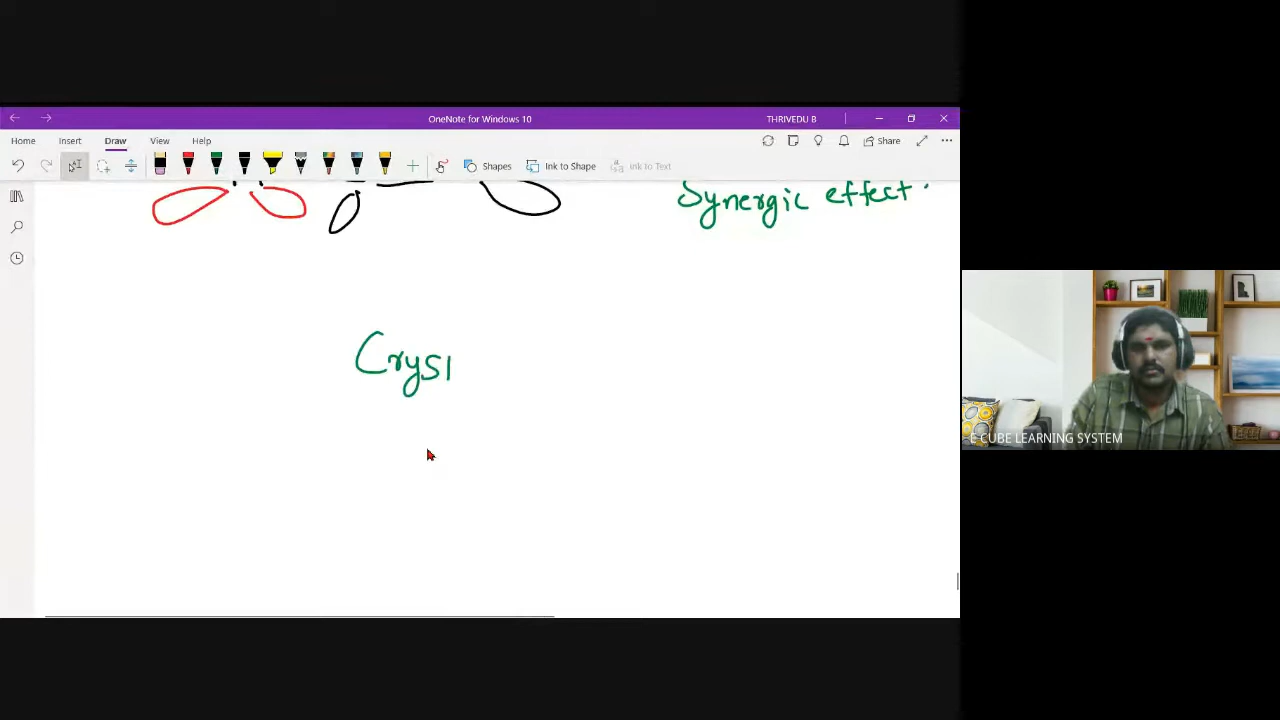 OneNote for Windows 10
THRIVEDU B
Home Insert Draw View Help
Share
Shapes Ink to Shape Ink to Text
Synergic effect.
Crysl
E CUBE LEARNING SYSTEM